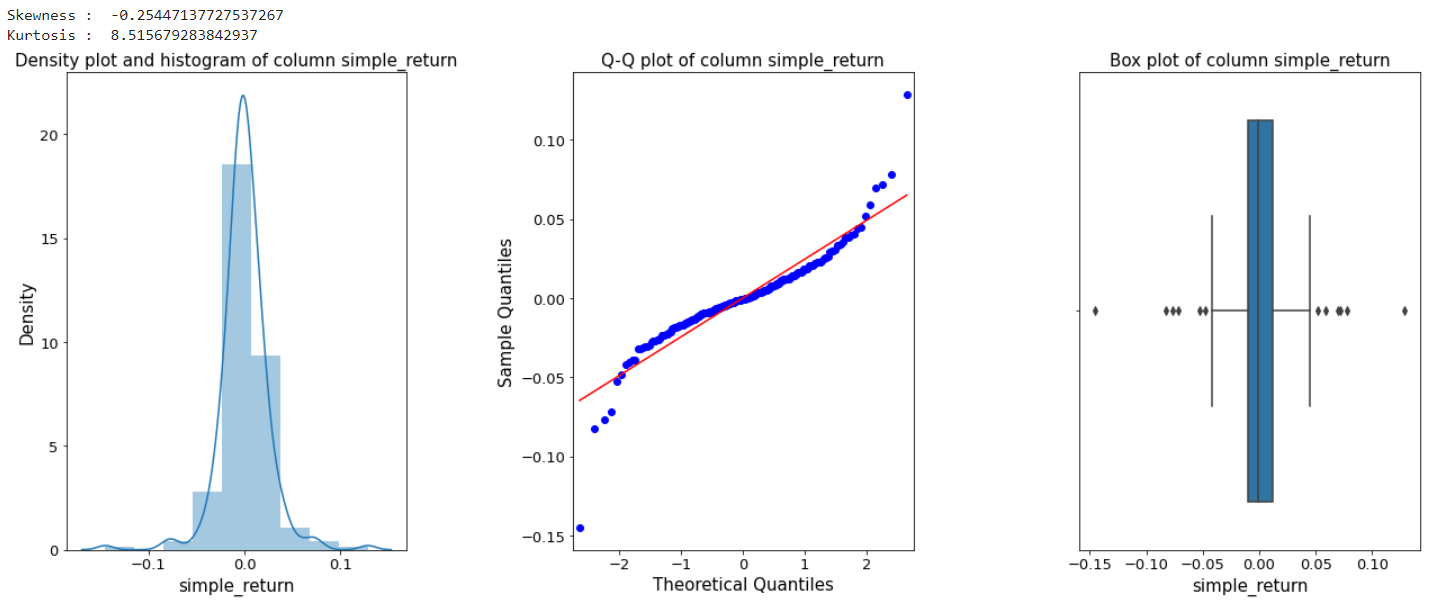 Skewness :  -0.25447137727537267
Kurtosis :  8.515679283842937
Density plot and histogram of column simple_return
20
15
10
5
0
Density
−0.1
0.0
0.1
simple_return
Q-Q plot of column simple_return
0.10
0.05
0.00
−0.05
−0.10
−0.15
Sample Quantiles
−2
−1
0
1
2
Theoretical Quantiles
Box plot of column simple_return
−0.15
−0.10
−0.05
0.00
0.05
0.10
simple_return